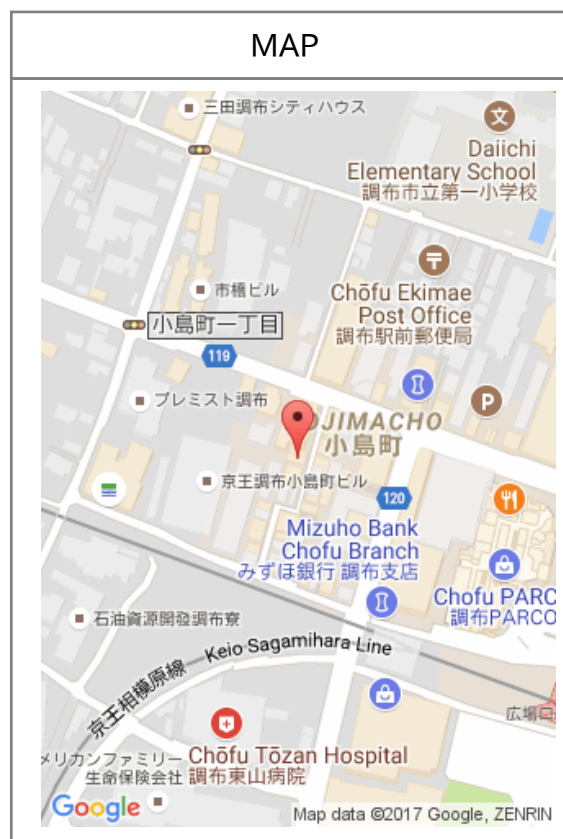 MAP
三田調布シティハウス
文
Daiichi
Elementary School
調布市立第一小学校
市橋ビル
Chōfu Ekimae
Post Office
調布駅前郵便局
小島町一丁目
119
P
プレミスト調布
OJIMACHO
小島町
京王調布小島町ビル
120
Mizuho Bank
Chofu Branch
みずほ銀行 調布支店
Chofu PARC
調布PARCO
石油資源開發調布寮
Keio Sagamihara Line
京王相模原線
広場口
メリカンファミリー
生命保険会社
Chōfu Tōzan Hospital
調布東山病院
Google
Map data ©2017 Google, ZENRIN